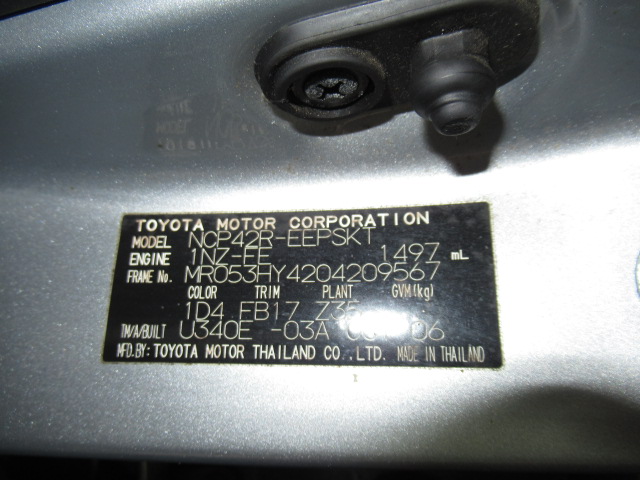 TOYOTA MOTOR CORPORATION
MODEL NCP42R-EEPSKT
ENGINE 1NZ-FE 1497 mL
FRAME No. MR053HY4204209567
COLOR TRIM PLANT GVM(kg)
1D4 FB17
TM/A/BUILT U340E -03A
MFD.BY: TOYOTA MOTOR THAILAND CO.,LTD. MADE IN THAILAND